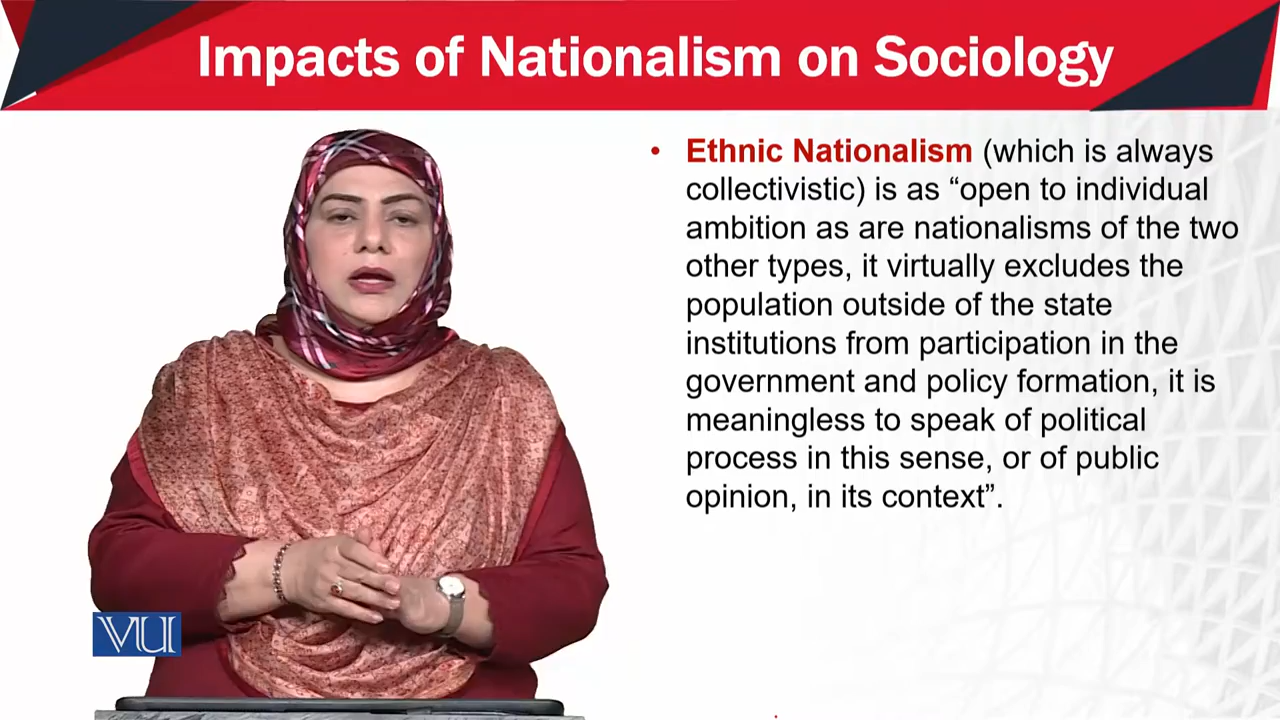 Impacts of Nationalism on Sociology
• Ethnic Nationalism (which is always
collectivistic) is as “open to individual
ambition as are nationalisms of the two
other types, it virtually excludes the
population outside of the state
institutions from participation in the
government and policy formation, it is
meaningless to speak of political
process in this sense, or of public
opinion, in its context”.
VU